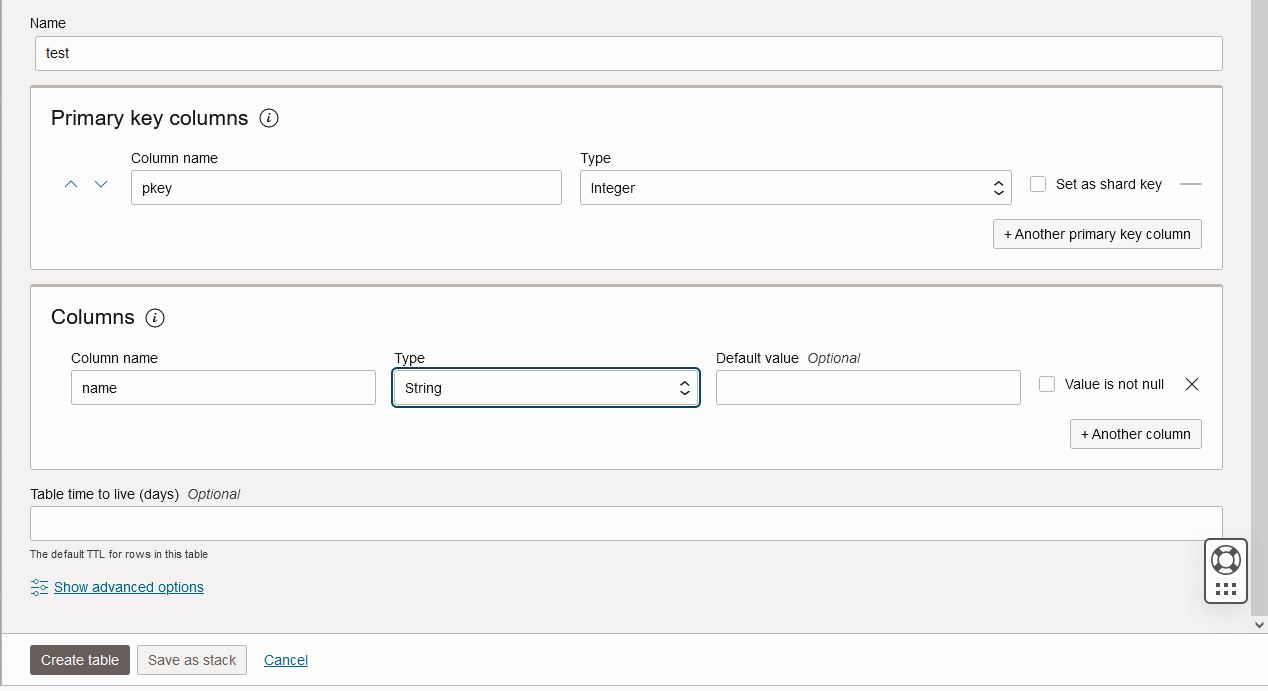 Name
test
Primary key columns i
Column name Type
pkey Integer Set as shard key
+ Another primary key column
Columns i
Column name Type Default value Optional
name String Value is not null
+ Another column
Table time to live (days) Optional
The default TTL for rows in this table
Show advanced options
Create table Save as stack Cancel